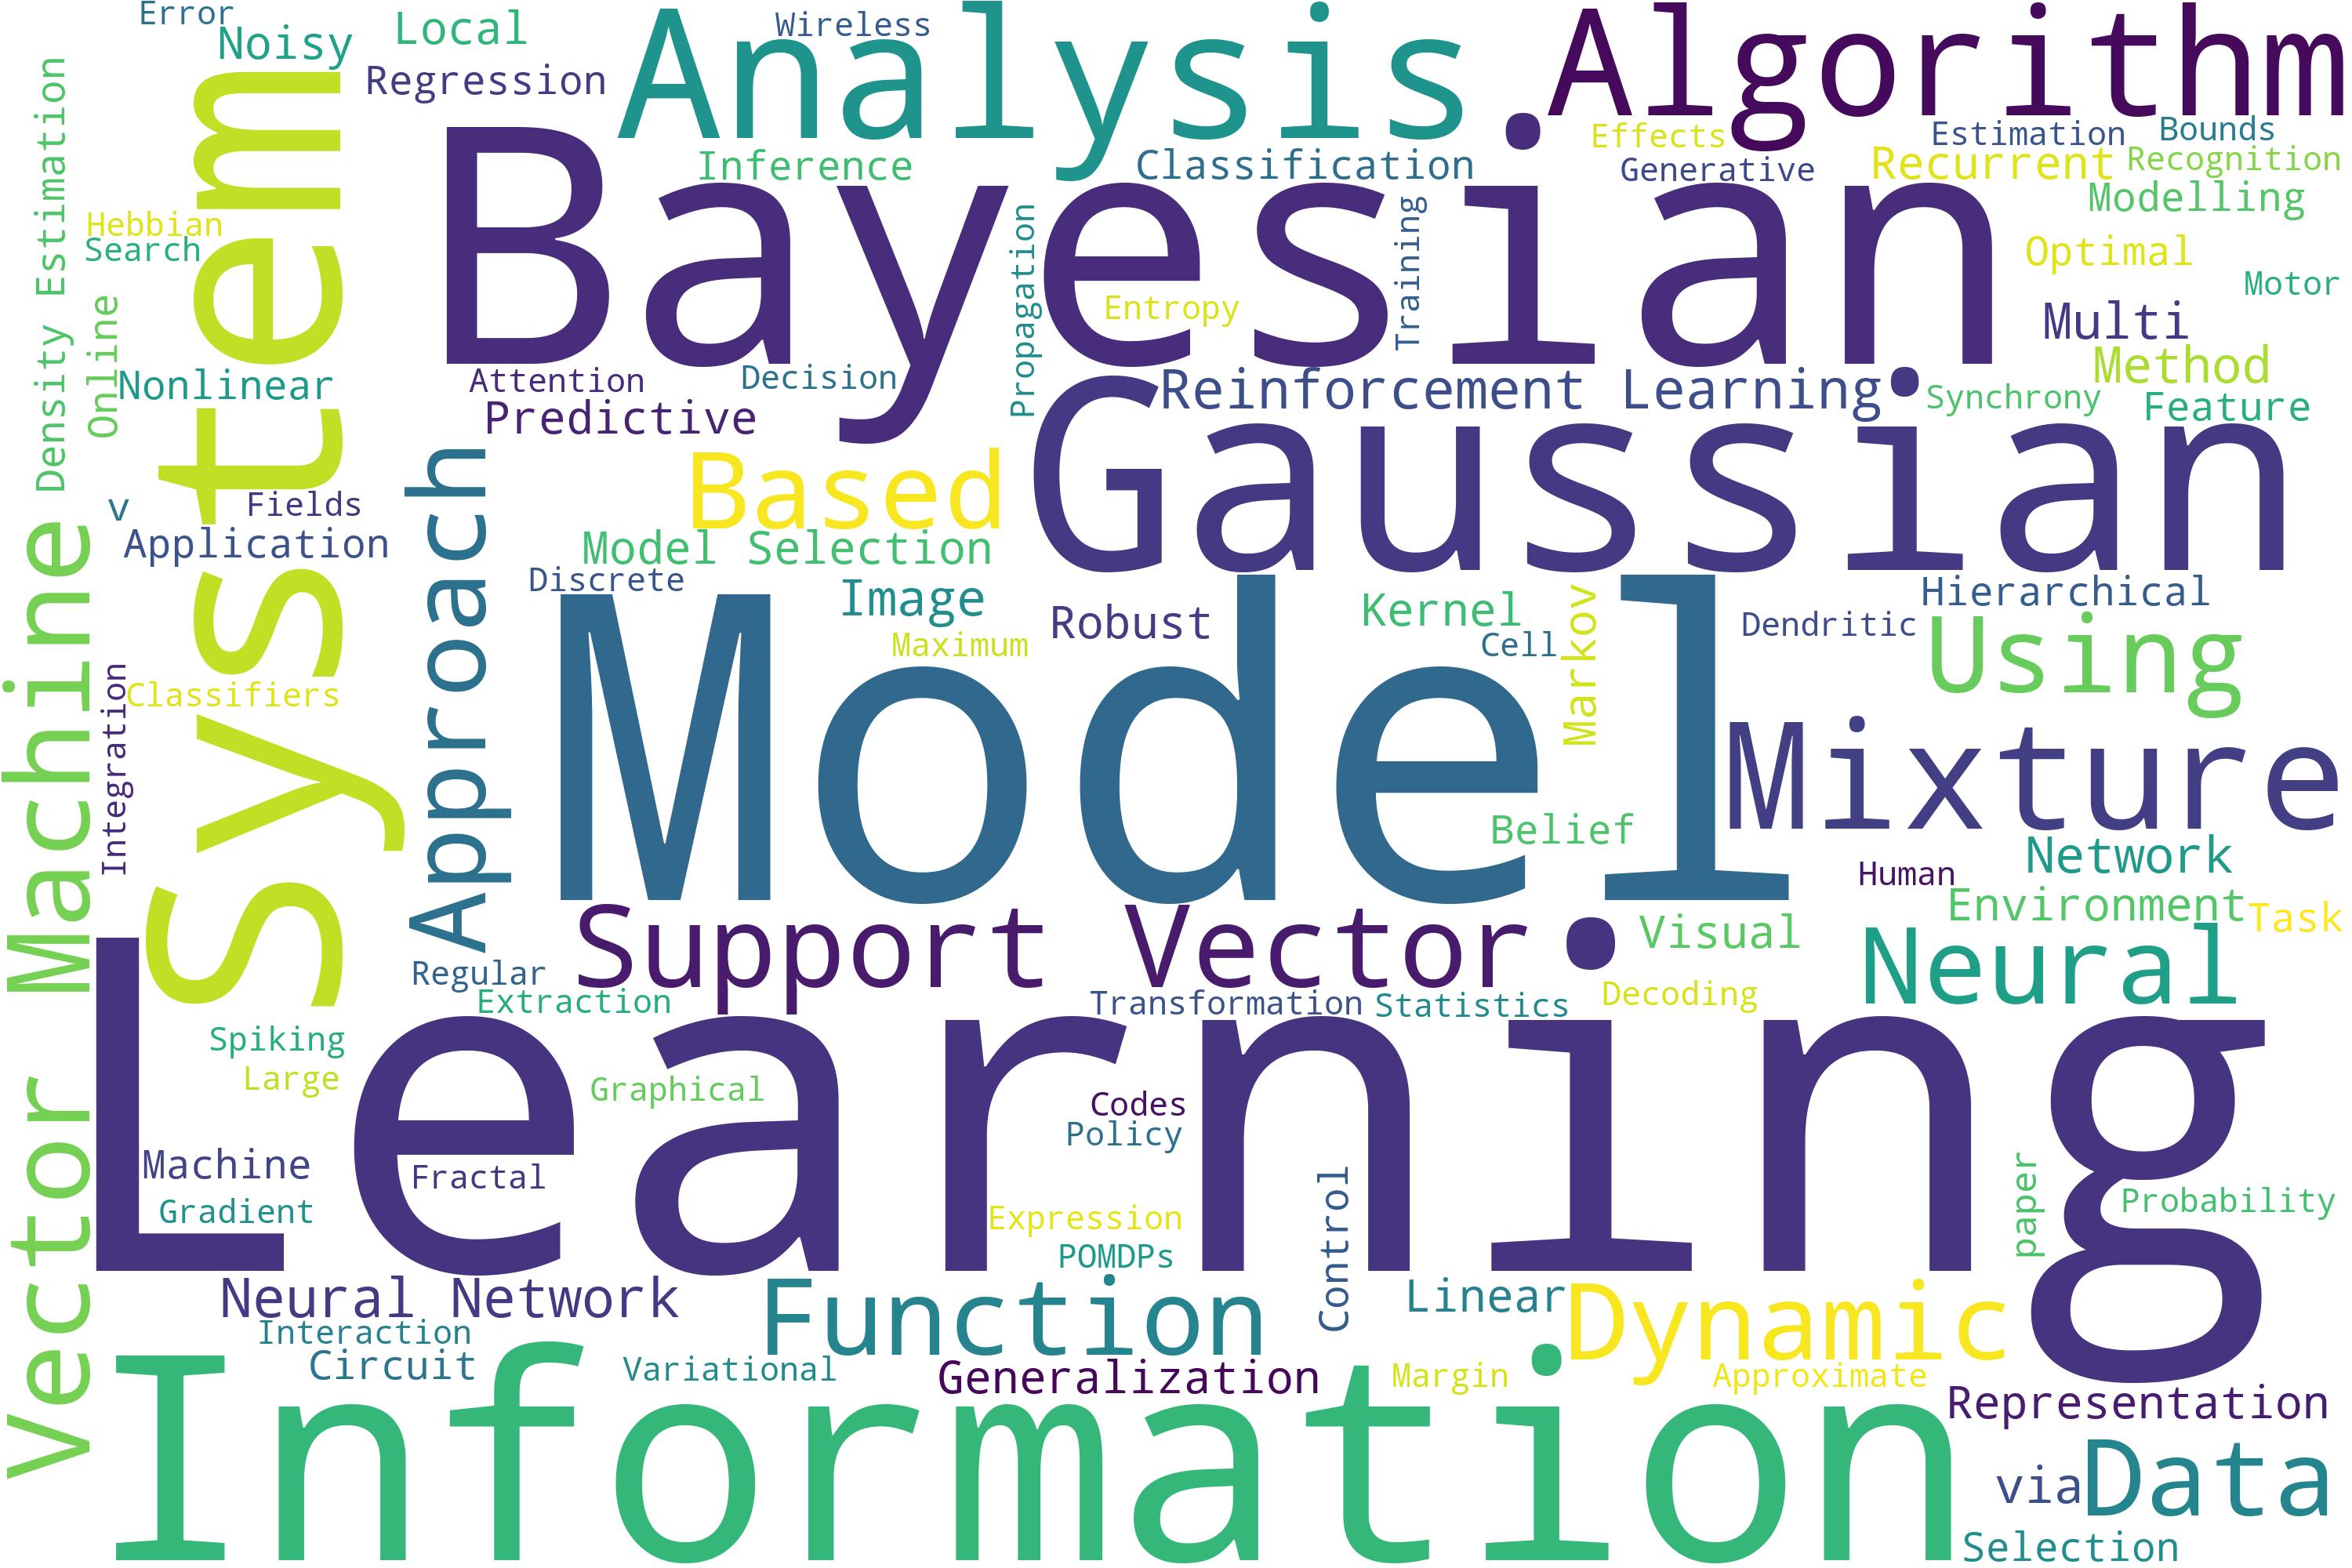 Error
Noisy
Local
Regression
Analysis
Wireless
Algorithm
Effects
Estimation
Bounds
Generative
Recurrent
Recognition
Modelling
Inference
Classification
Bayesian
Density Estimation
System
Hebbian
Search
Online
Nonlinear
Propagation
Entropy
Training
Optimal
Motor
Multi
Method
Attention
Decision
Predictive
Reinforcement Learning
Synchrony
Feature
Gaussian
Based
Approach
v
Fields
Application
Model Selection
Discrete
Image
Maximum
Robust
Kernel
Cell
Markov
Dendritic
Hierarchical
Using
Model
Vector Machine
Integration
Classifiers
Mixture
Belief
Network
Human
Environment
Task
Visual
Neural
Support Vector
Regular
Extraction
Transformation
Statistics
Decoding
Learning
Spiking
Large
Graphical
Codes
Policy
Machine
Fractal
Gradient
Expression
POMDPs
Control
paper
Probability
Neural Network
Function
Linear
Dynamic
Interaction
Circuit
Variational
Generalization
Margin
Approximate
Representation
Information
via
Data
Selection